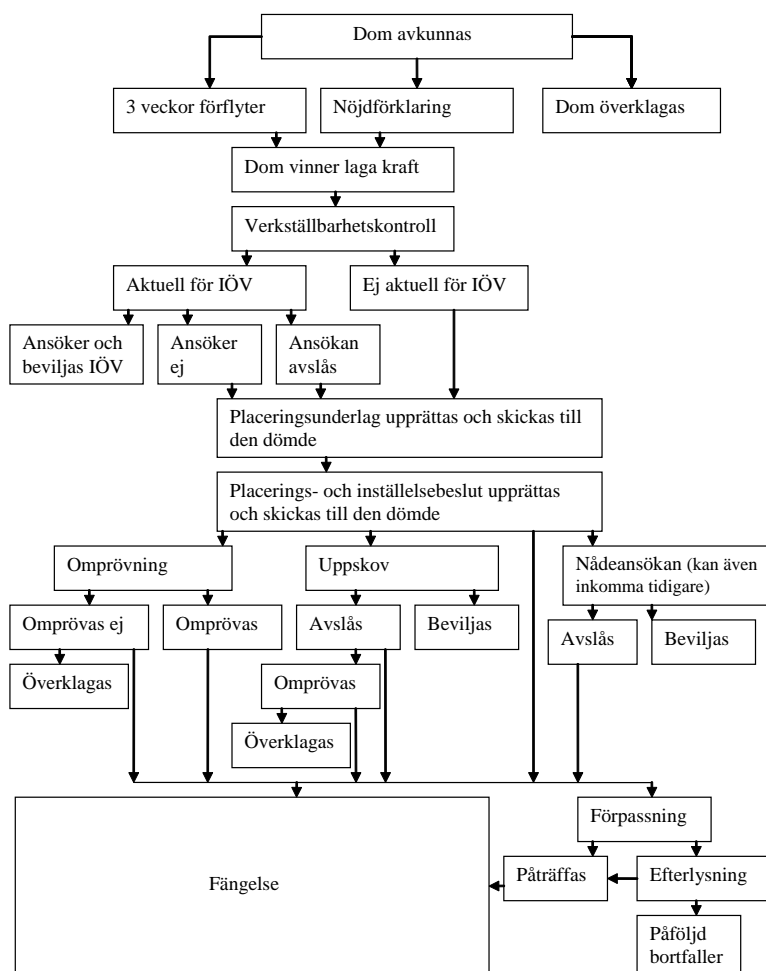 Dom avkunnas
3 veckor förflyter
Nöjdförklaring
Dom överklagas
Dom vinner laga kraft
Verkställbarhetskontroll
Aktuell för IÖV
Ej aktuell för IÖV
Ansöker och
beviljas IÖV
Ansöker
ej
Ansökan
avslås
Placeringsunderlag upprättas och skickas till
den dömde
Placerings- och inställelsebeslut upprättas
och skickas till den dömde
Omprövning
Uppskov
Nådeansökan (kan även
inkomma tidigare)
Omprövas ej
Omprövas
Avslås
Beviljas
Avslås
Beviljas
Överklagas
Omprövas
Överklagas
Förpassning
Fängelse
Påträffas
Efterlysning
Påföljd
bortfaller